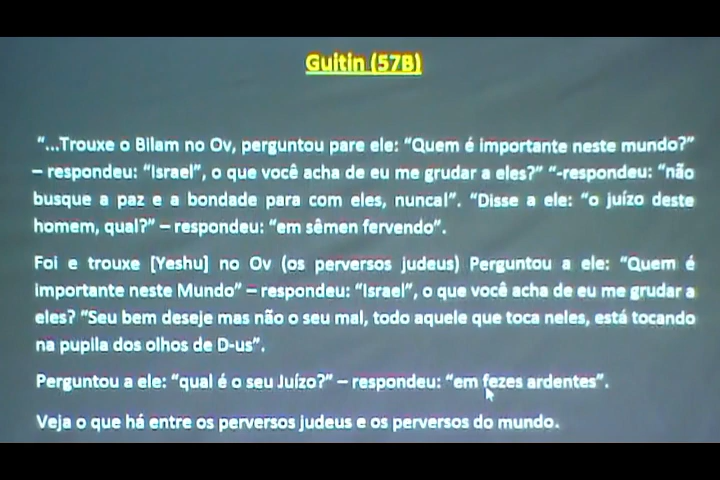 Guitin (57B)
“...Trouxe o Bilam no Ov, perguntou pare ele: “Quem é importante neste mundo?”
– respondeu: “Israel”, o que você acha de eu me grudar a eles?” “-respondeu: “não
busque a paz e a bondade para com eles, nunca!”. “Disse a ele: “o juízo deste
homem, qual?” – respondeu: “em sêmen fervendo”.
Foi e trouxe [Yeshu] no Ov (os perversos judeus) Perguntou a ele: “Quem é
importante neste Mundo” – respondeu: “Israel”, o que você acha de eu me grudar a
eles? “Seu bem deseje mas não o seu mal, todo aquele que toca neles, está tocando
na pupila dos olhos de D-us”.
Perguntou a ele: “qual é o seu Juízo?” – respondeu: “em fezes ardentes”.
Veja o que há entre os perversos judeus e os perversos do mundo.